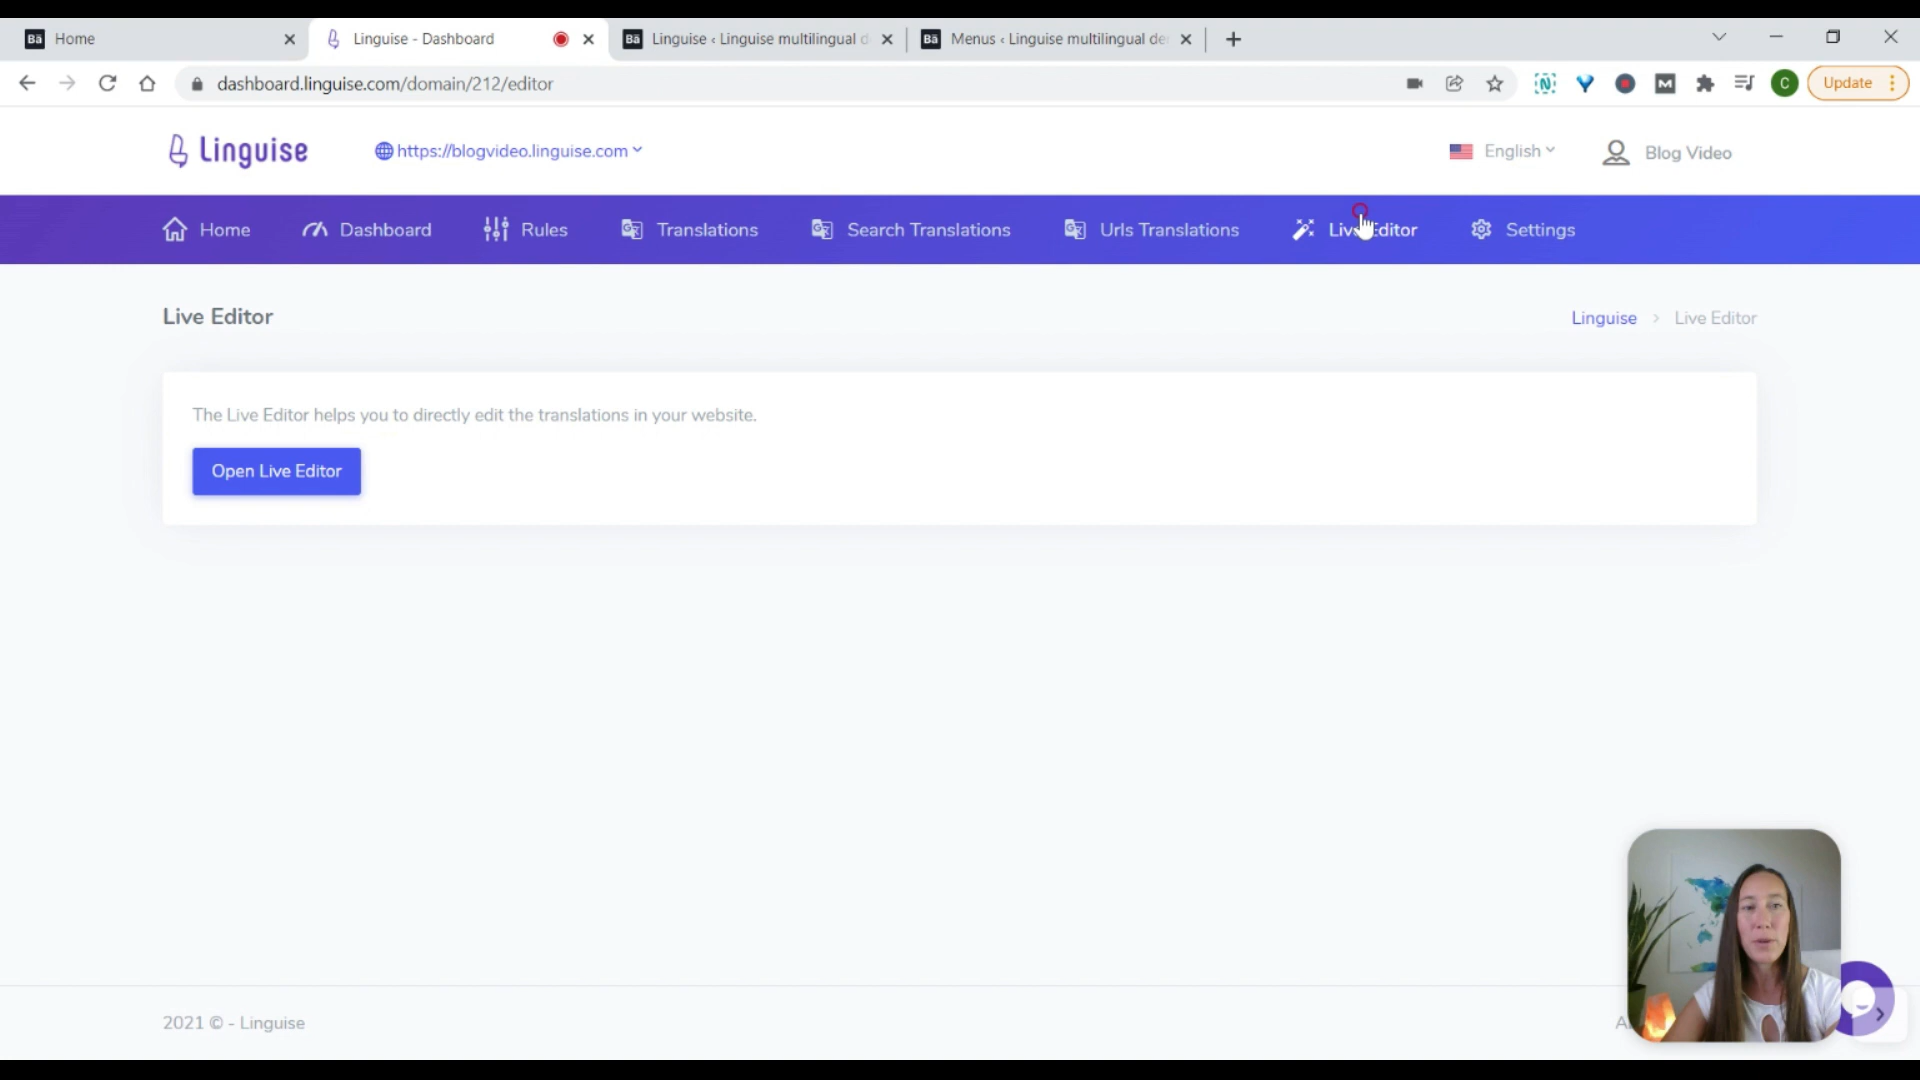 Home
Linguise - Dashboard
Linguise ‹ Linguise multilingual d
Menus ‹ Linguise multilingual de
dashboard.linguise.com/domain/212/editor
Update
Linguise
https://blogvideo.linguise.com
English
Blog Video
Home
Dashboard
Rules
Translations
Search Translations
Urls Translations
Live Editor
Settings
Live Editor
Linguise > Live Editor
The Live Editor helps you to directly edit the translations in your website.
Open Live Editor
2021 © - Linguise